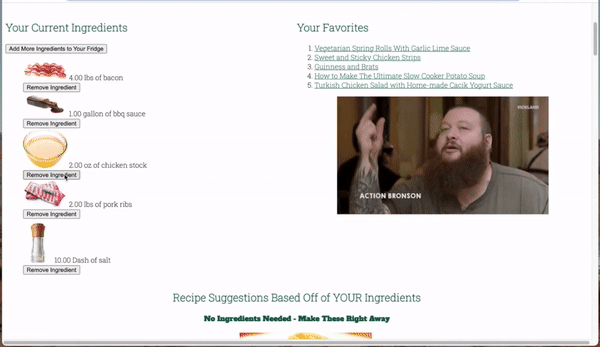 Your Current Ingredients
Add More Ingredients to Your Fridge
4.00 lbs of bacon
Remove Ingredient
1.00 gallon of bbq sauce
Remove Ingredient
2.00 oz of chicken stock
Remove Ingredient
2.00 lbs of pork ribs
Remove Ingredient
10.00 Dash of salt
Remove Ingredient
Your Favorites
1. Vegetarian Spring Rolls With Garlic Lime Sauce
2. Sweet and Sticky Chicken Strips
3. Guinness and Brats
4. How to Make The Ultimate Slow Cooker Potato Soup
5. Turkish Chicken Salad with Home-made Cacik Yogurt Sauce
VICELAND
ACTION BRONSON
Recipe Suggestions Based Off of YOUR Ingredients
No Ingredients Needed - Make These Right Away